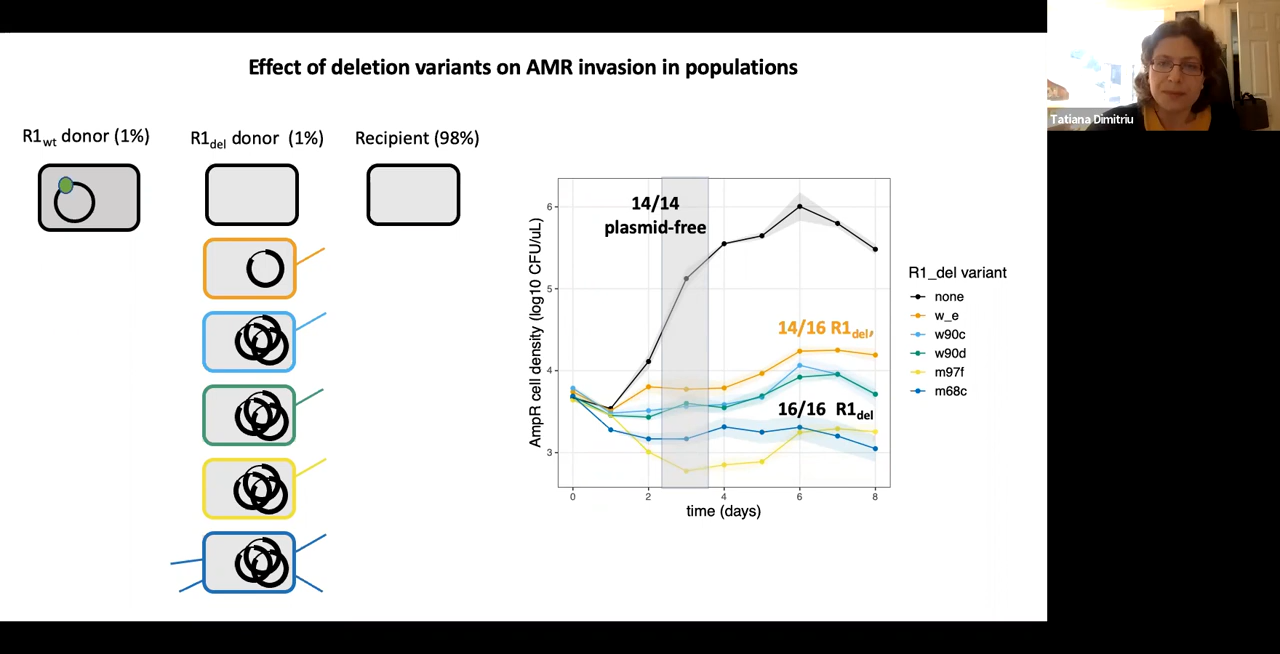 Effect of deletion variants on AMR invasion in populations
Tatiana Dimitriu
R1wt donor (1%)
R1del donor (1%)
Recipient (98%)
14/14
plasmid-free
14/16 R1del,
16/16 R1del
AmpR cell density (log10 CFU/uL)
6
5
4
3
0
2
4
6
8
time (days)
R1_del variant
none
w_e
w90c
w90d
m97f
m68c